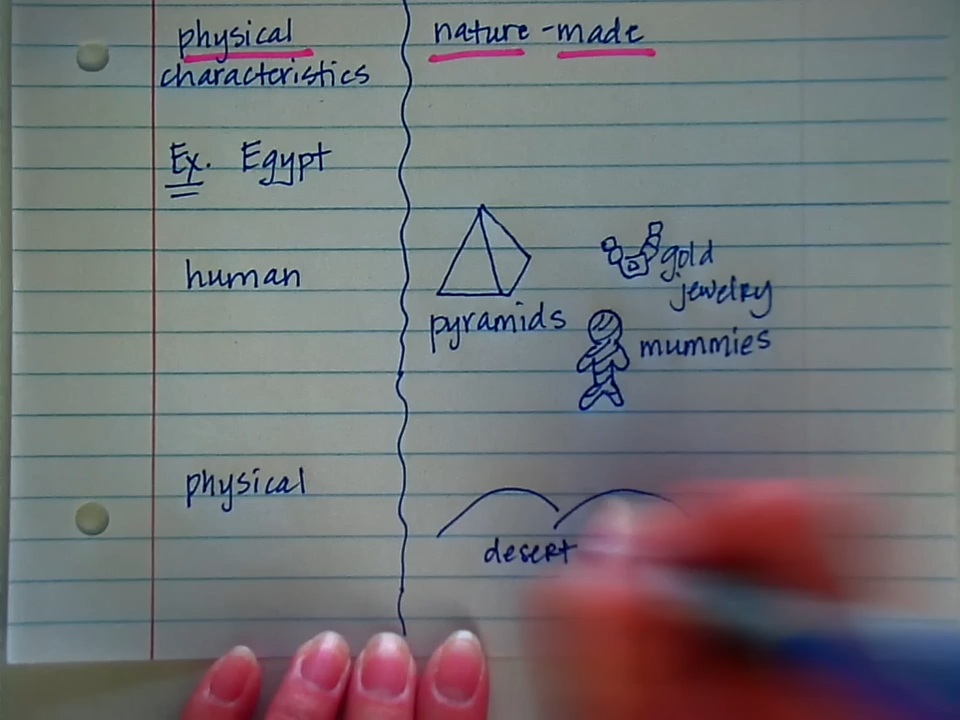 physical nature-made
characteristics
Ex. Egypt
human
gold
jewelry
pyramids
mummies
physical
desert